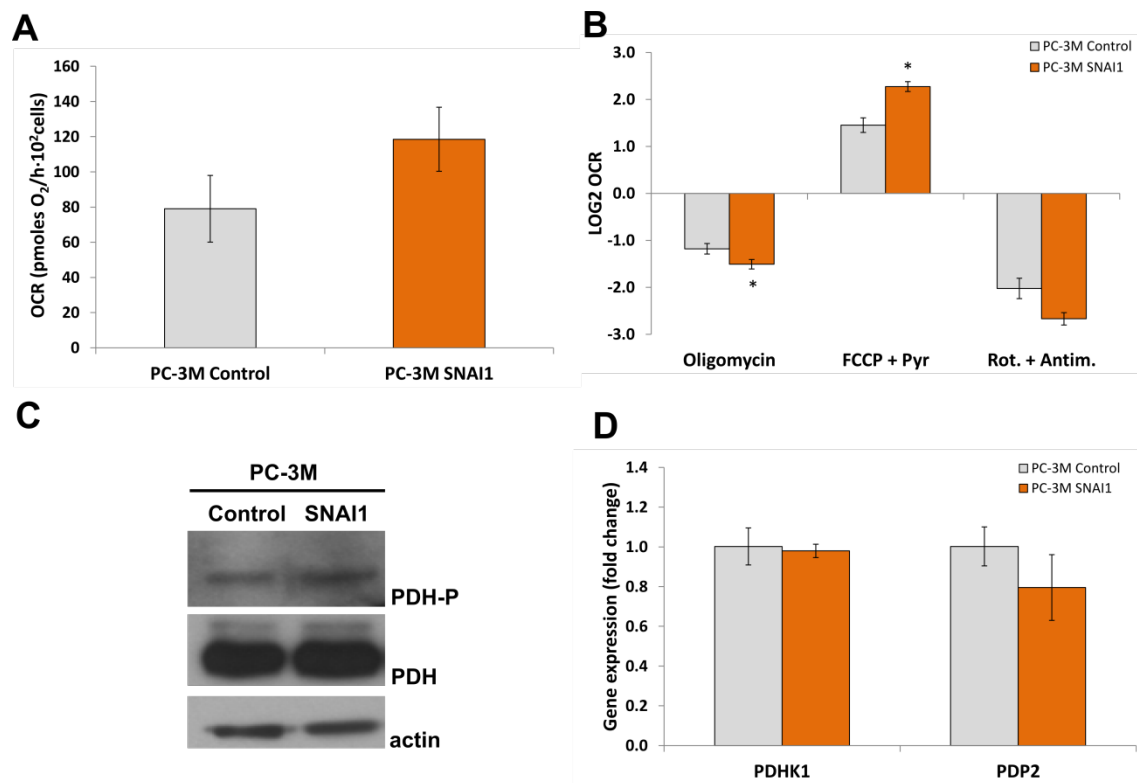 A
OCR (pmoles O₂/h·10²cells)
160
140
120
100
80
60
40
20
0
PC-3M Control
PC-3M SNAI1
B
LOG2 OCR
3.0
2.0
1.0
0.0
-1.0
-2.0
-3.0
PC-3M Control
PC-3M SNAI1
*
*
Oligomycin
FCCP + Pyr
Rot. + Antim.
C
PC-3M
Control SNAI1
PDH-P
PDH
actin
D
Gene expression (fold change)
1.4
1.2
1.0
0.8
0.6
0.4
0.2
0.0
PC-3M Control
PC-3M SNAI1
PDHK1
PDP2